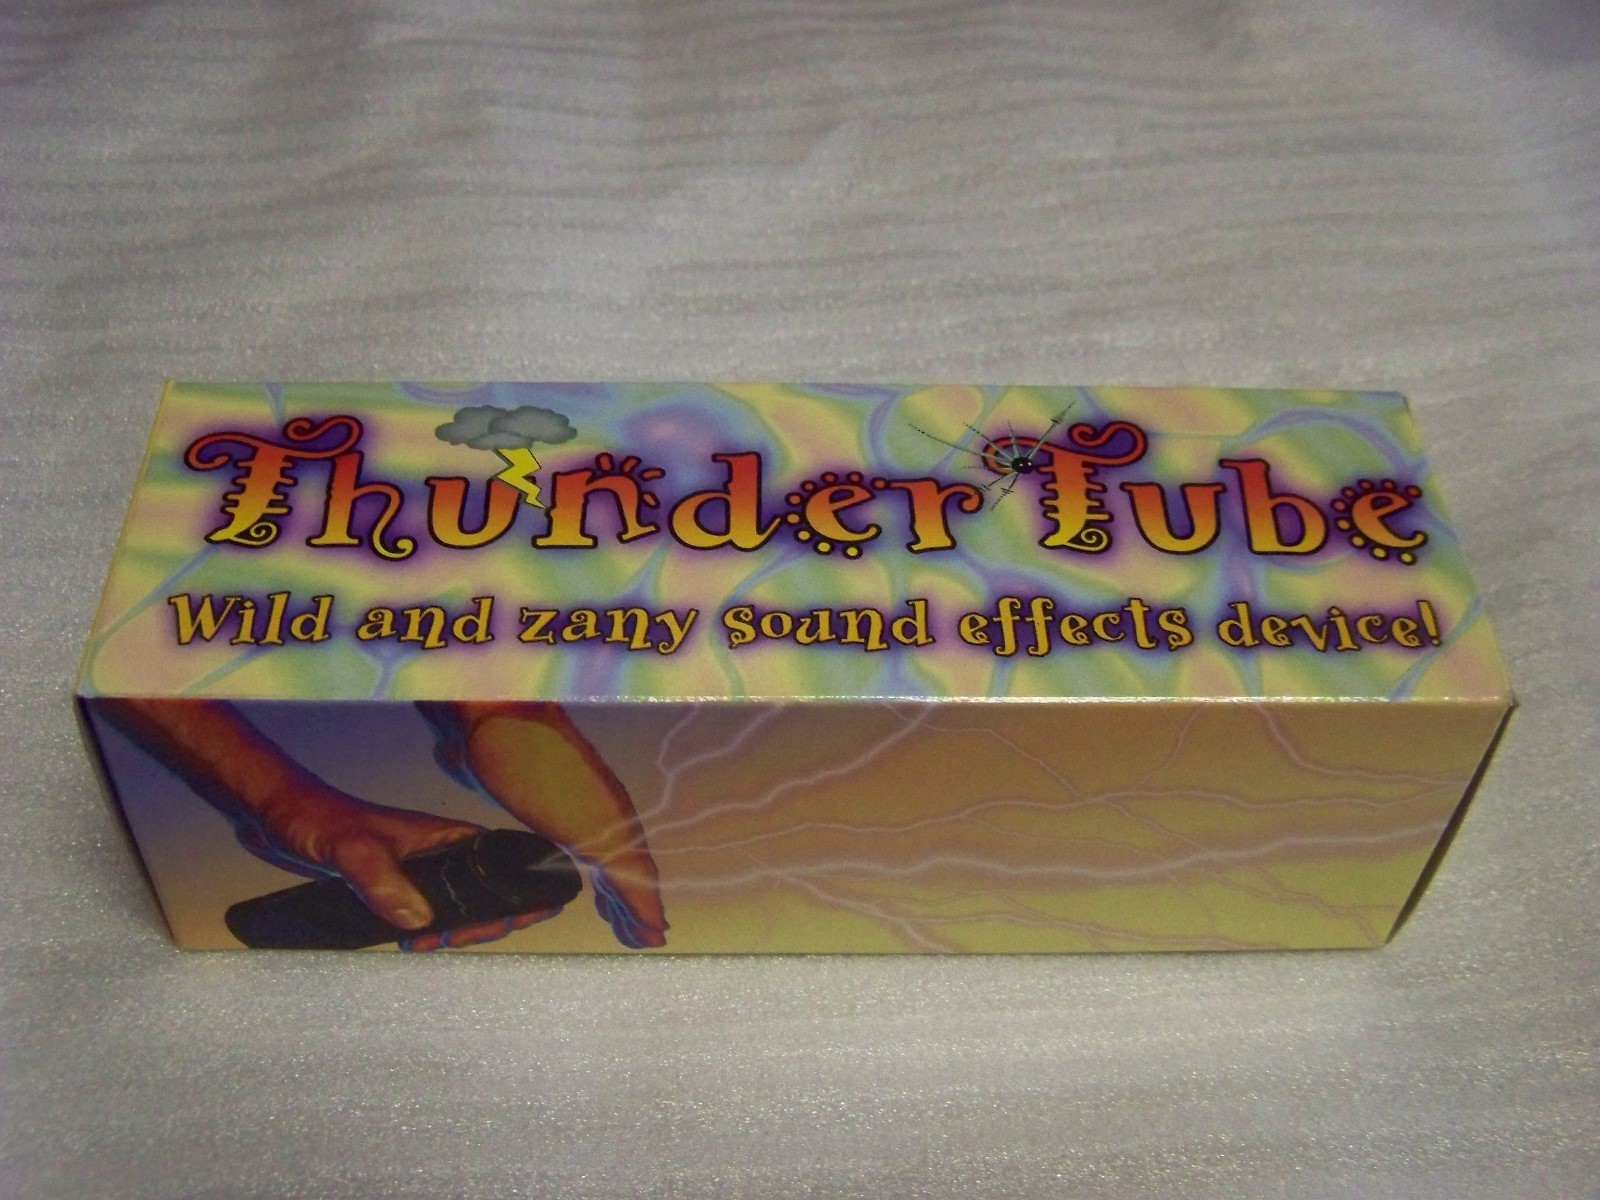 Thunder Tube
Wild and zany sound effects device!